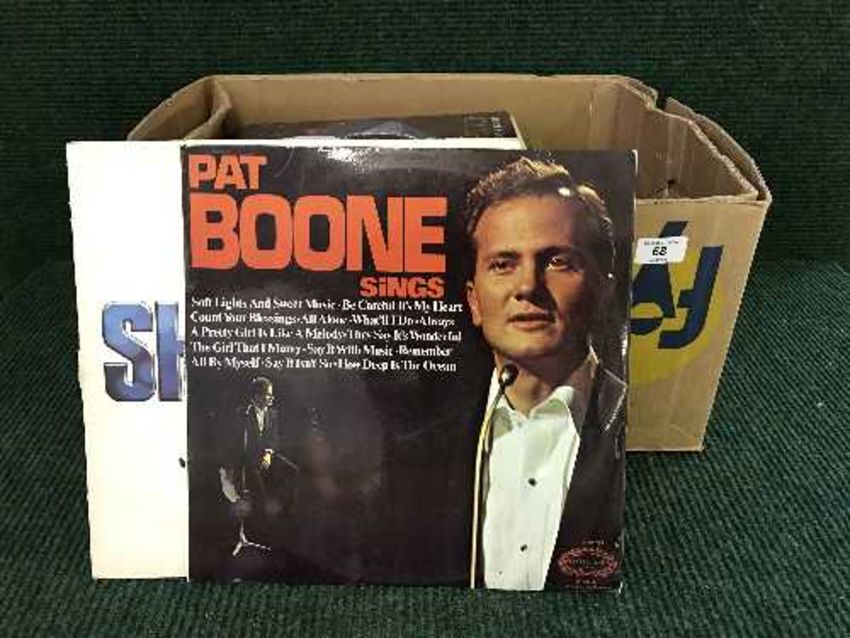 PAT
BOONE
SINGS
Soft Lights And Sweet Music · Be Careful It's My Heart
Count Your Blessings · All Alone · What'll I Do · Always
A Pretty Girl Is Like A Melody · They Say It's Wonderful
The Girl That I Marry · Say It With Music · Remember
All By Myself · Say It Isn't So · How Deep Is The Ocean
SH
68